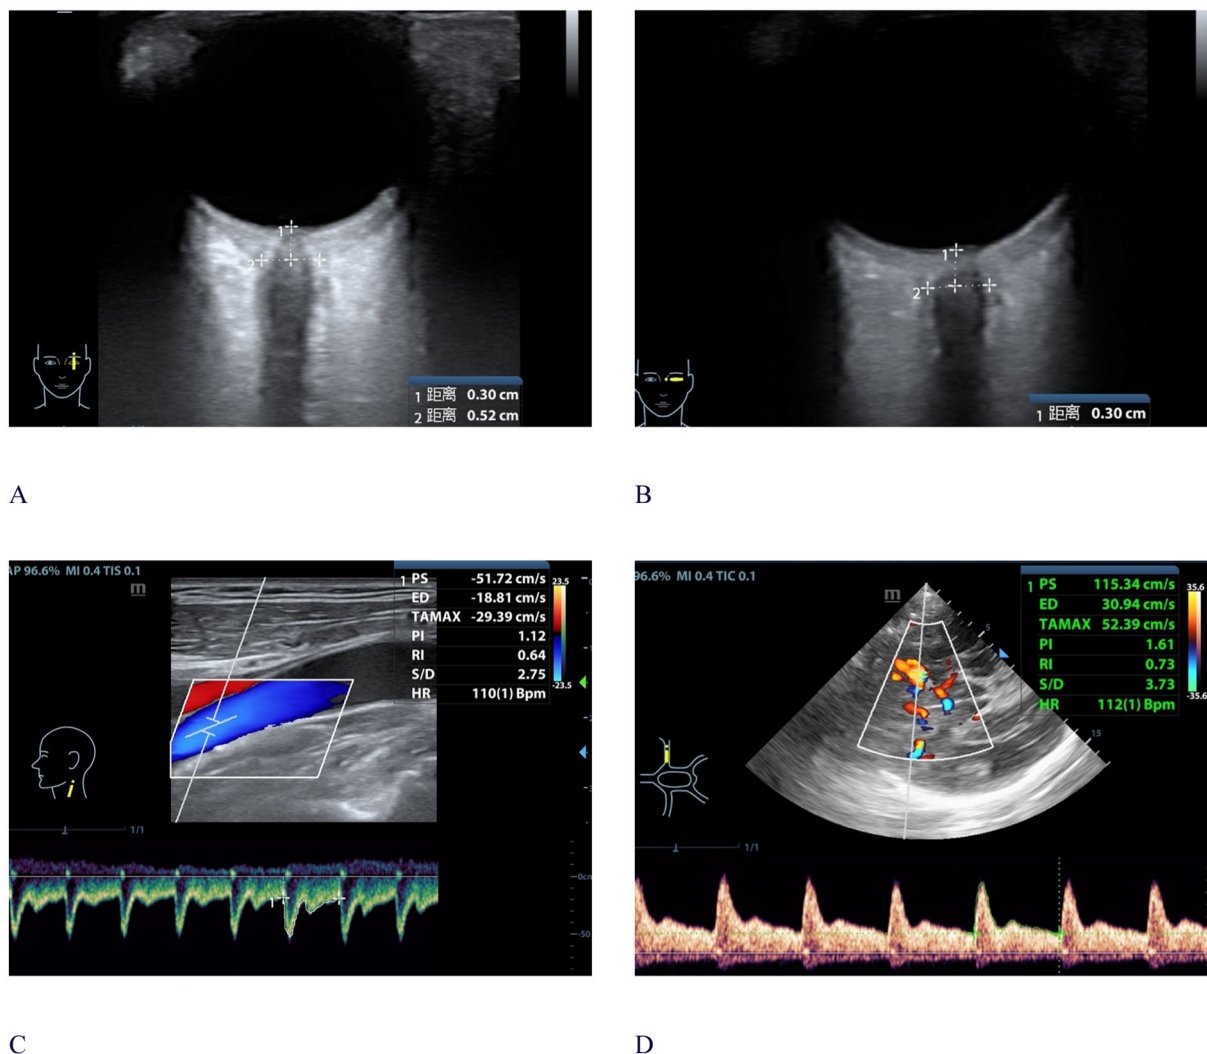 1
2
1 距离 0.30 cm
2 距离 0.52 cm
1
2
1 距离 0.30 cm
A
B
AP 96.6% MI 0.4 TIS 0.1
m
1 PS -51.72 cm/s
ED -18.81 cm/s
TAMAX -29.39 cm/s
PI 1.12
RI 0.64
S/D 2.75
HR 110(1) Bpm
23.5
-23.5
1/1
1
-0cm
-50
96.6% MI 0.4 TIC 0.1
m
1 PS 115.34 cm/s
ED 30.94 cm/s
TAMAX 52.39 cm/s
PI 1.61
RI 0.73
S/D 3.73
HR 112(1) Bpm
35.6
-35.6
5
15
1/1
C
D